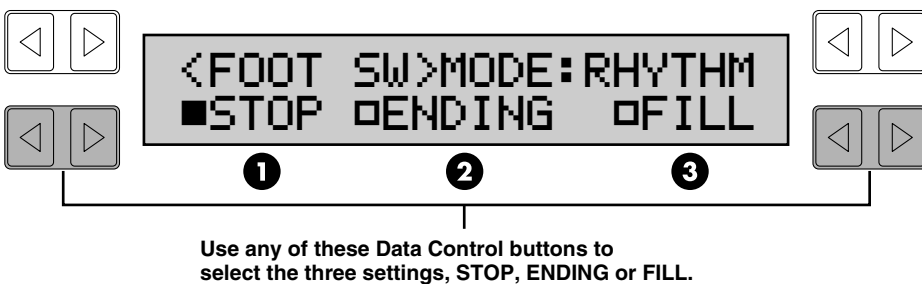 <FOOT SW>MODE:RHYTHM
■STOP □ENDING □FILL
1 2 3
Use any of these Data Control buttons to
select the three settings, STOP, ENDING or FILL.